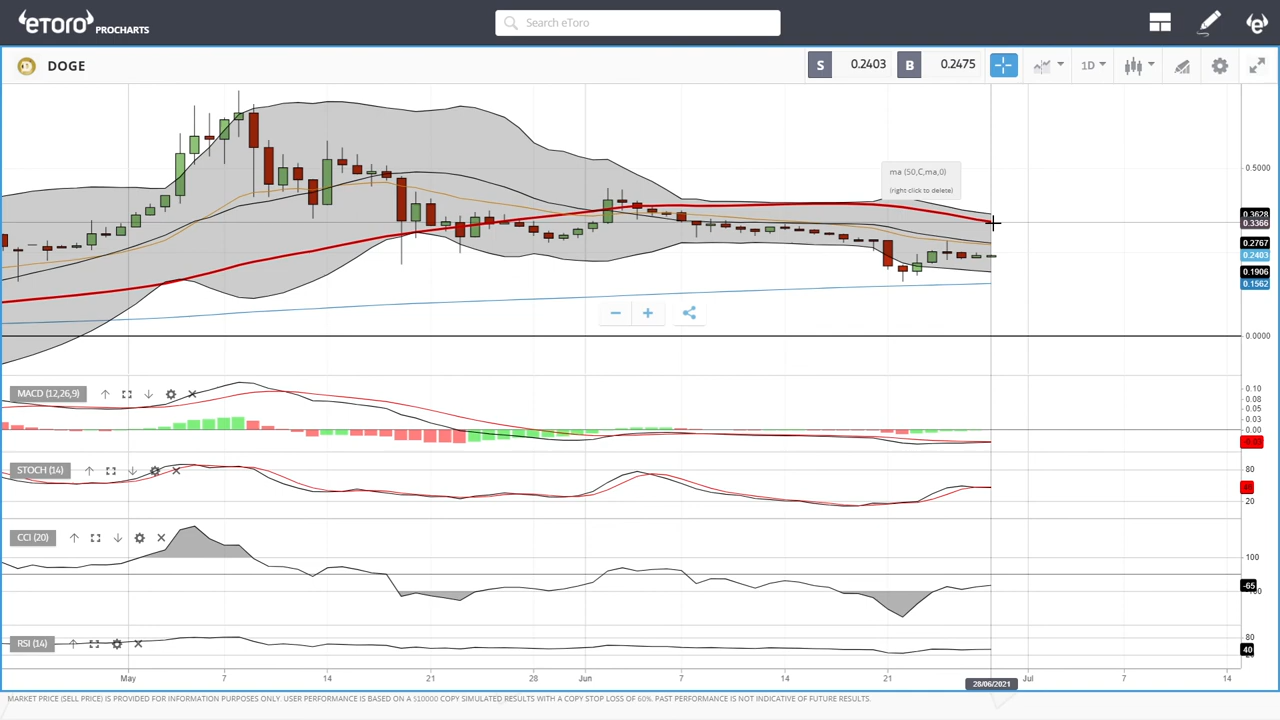 eToro PROCHARTS
Search eToro
DOGE
S 0.2403 B 0.2475
1D
ma (50,C,ma,0)
(right click to delete)
0.5000
0.3628
0.3366
0.2767
0.2403
0.1906
0.1562
0.0000
MACD (12,26,9)
0.10
0.08
0.05
0.03
0.00
-0.03
STOCH (14)
80
20
CCI (20)
100
-65
RSI (14)
80
40
May 7 14 21 28 Jun 7 14 21 28/06/2021 Jul 7 14
MARKET PRICE (SELL PRICE) IS PROVIDED FOR INFORMATION PURPOSES ONLY. USER PERFORMANCE IS BASED ON A $10000 COPY SIMULATED RESULTS WITH A COPY STOP LOSS OF 60%. PAST PERFORMANCE IS NOT INDICATIVE OF FUTURE RESULTS.